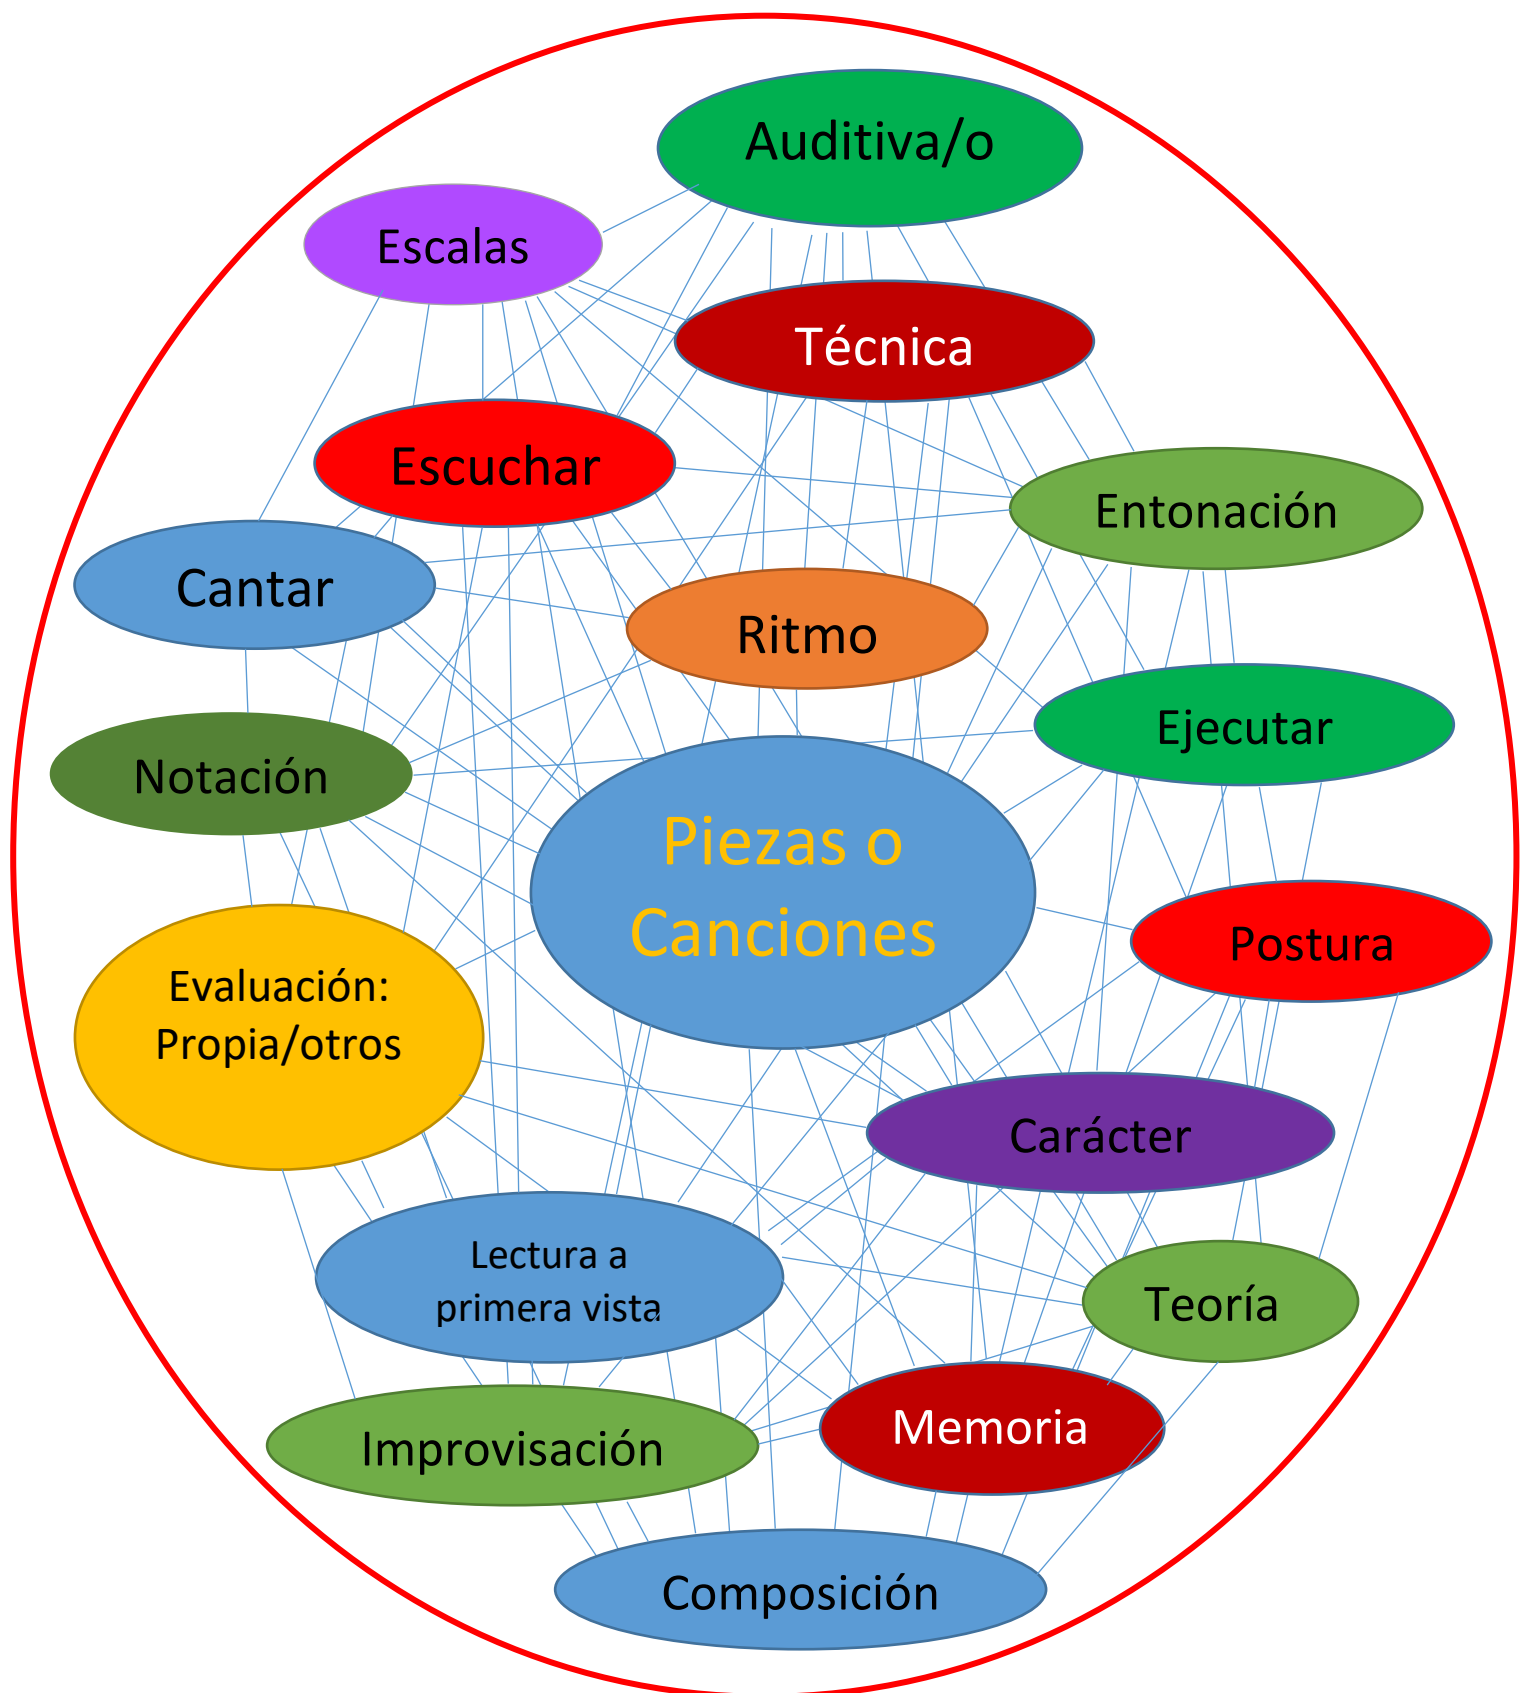 Auditiva/o
Escalas
Técnica
Escuchar
Entonación
Cantar
Ritmo
Ejecutar
Notación
Piezas o
Canciones
Postura
Evaluación:
Propia/otros
Carácter
Lectura a
primera vista
Teoría
Memoria
Improvisación
Composición